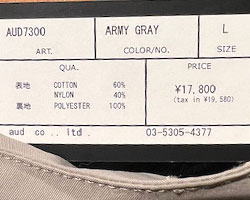 AUD7300 ARMY GRAY L
ART. COLOR/NO. SIZE
QUA. PRICE
表地 COTTON 60%
NYLON 40%
裏地 POLYESTER 100%
¥17,800
(tax in ¥19,580)
aud co., ltd. 03-5305-4377